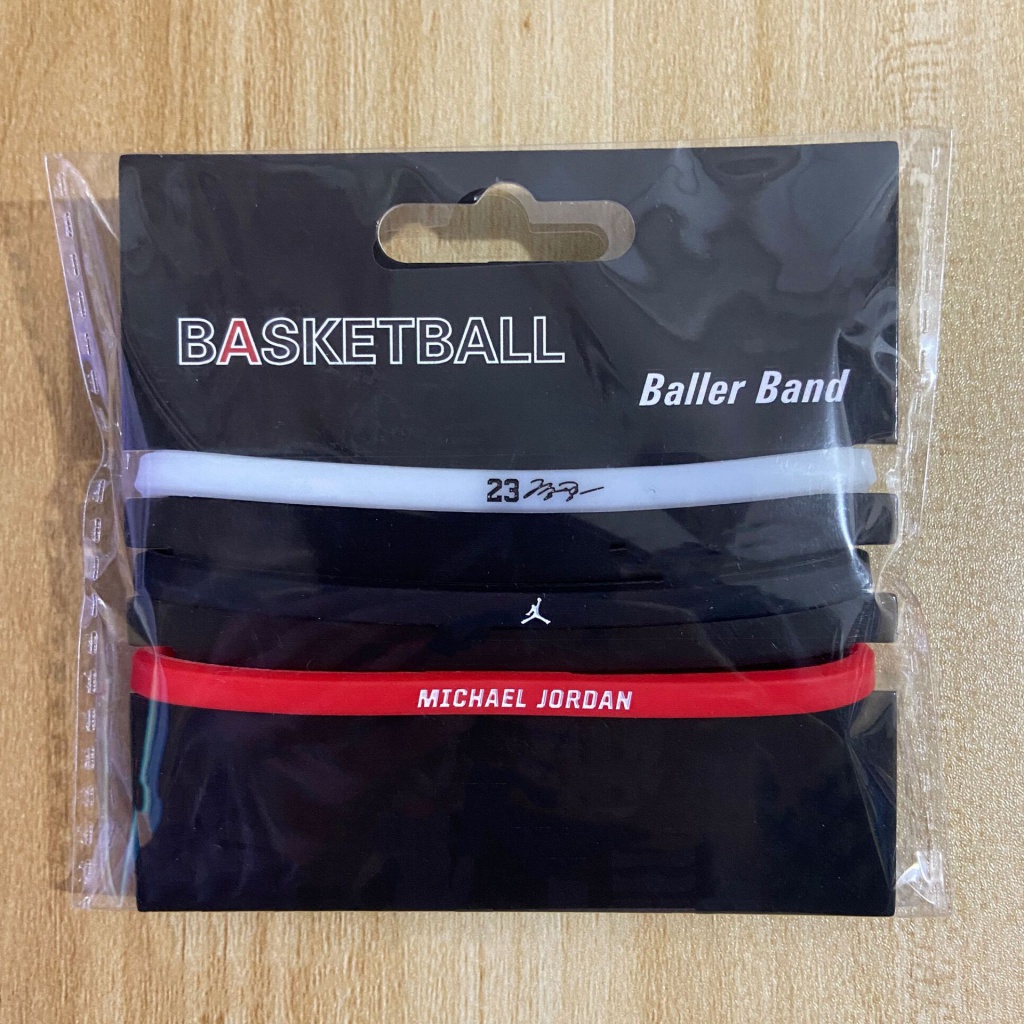 BASKETBALL
Baller Band
23
MICHAEL JORDAN